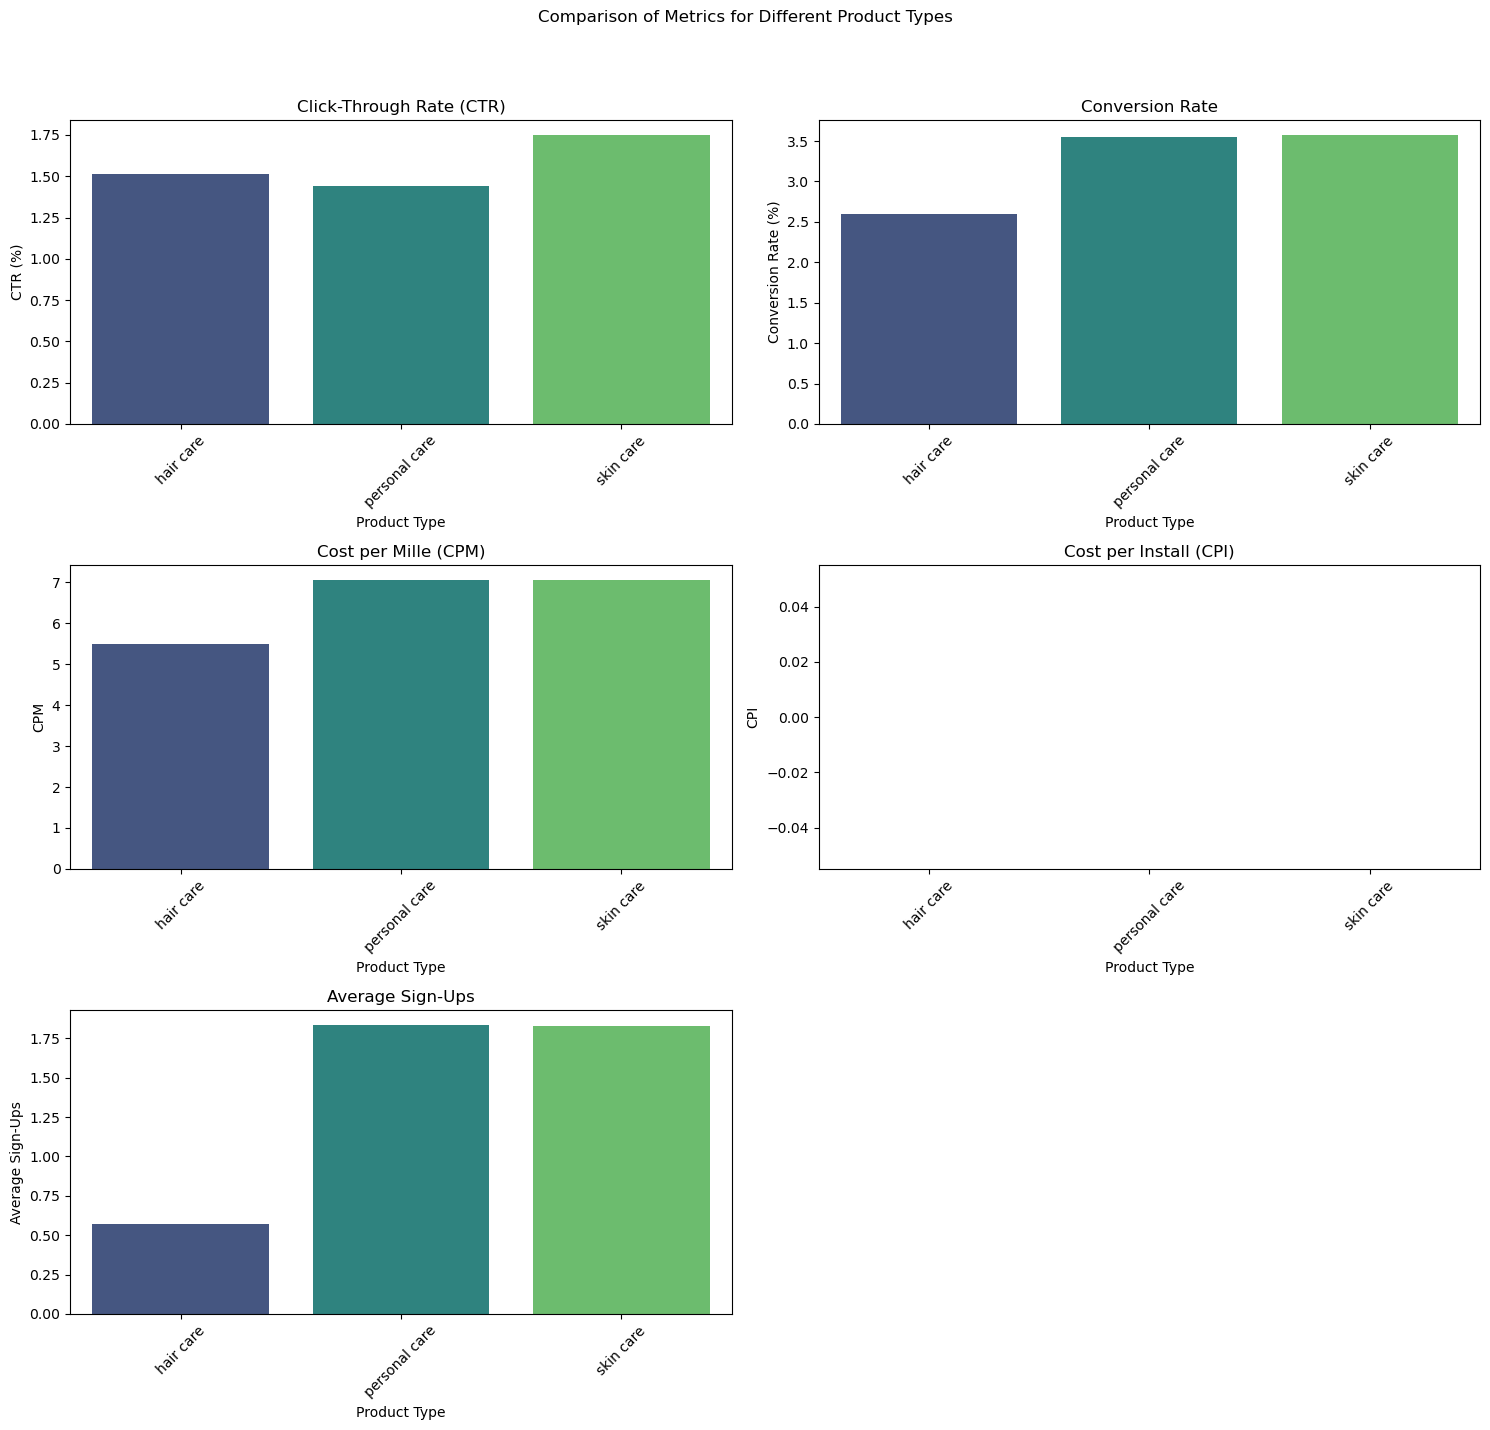 Comparison of Metrics for Different Product Types
Click-Through Rate (CTR)
CTR (%)
1.75
1.50
1.25
1.00
0.75
0.50
0.25
0.00
hair care
personal care
skin care
Product Type
Conversion Rate
Conversion Rate (%)
3.5
3.0
2.5
2.0
1.5
1.0
0.5
0.0
hair care
personal care
skin care
Product Type
Cost per Mille (CPM)
CPM
7
6
5
4
3
2
1
0
hair care
personal care
skin care
Product Type
Cost per Install (CPI)
CPI
0.04
0.02
0.00
−0.02
−0.04
hair care
personal care
skin care
Product Type
Average Sign-Ups
Average Sign-Ups
1.75
1.50
1.25
1.00
0.75
0.50
0.25
0.00
hair care
personal care
skin care
Product Type